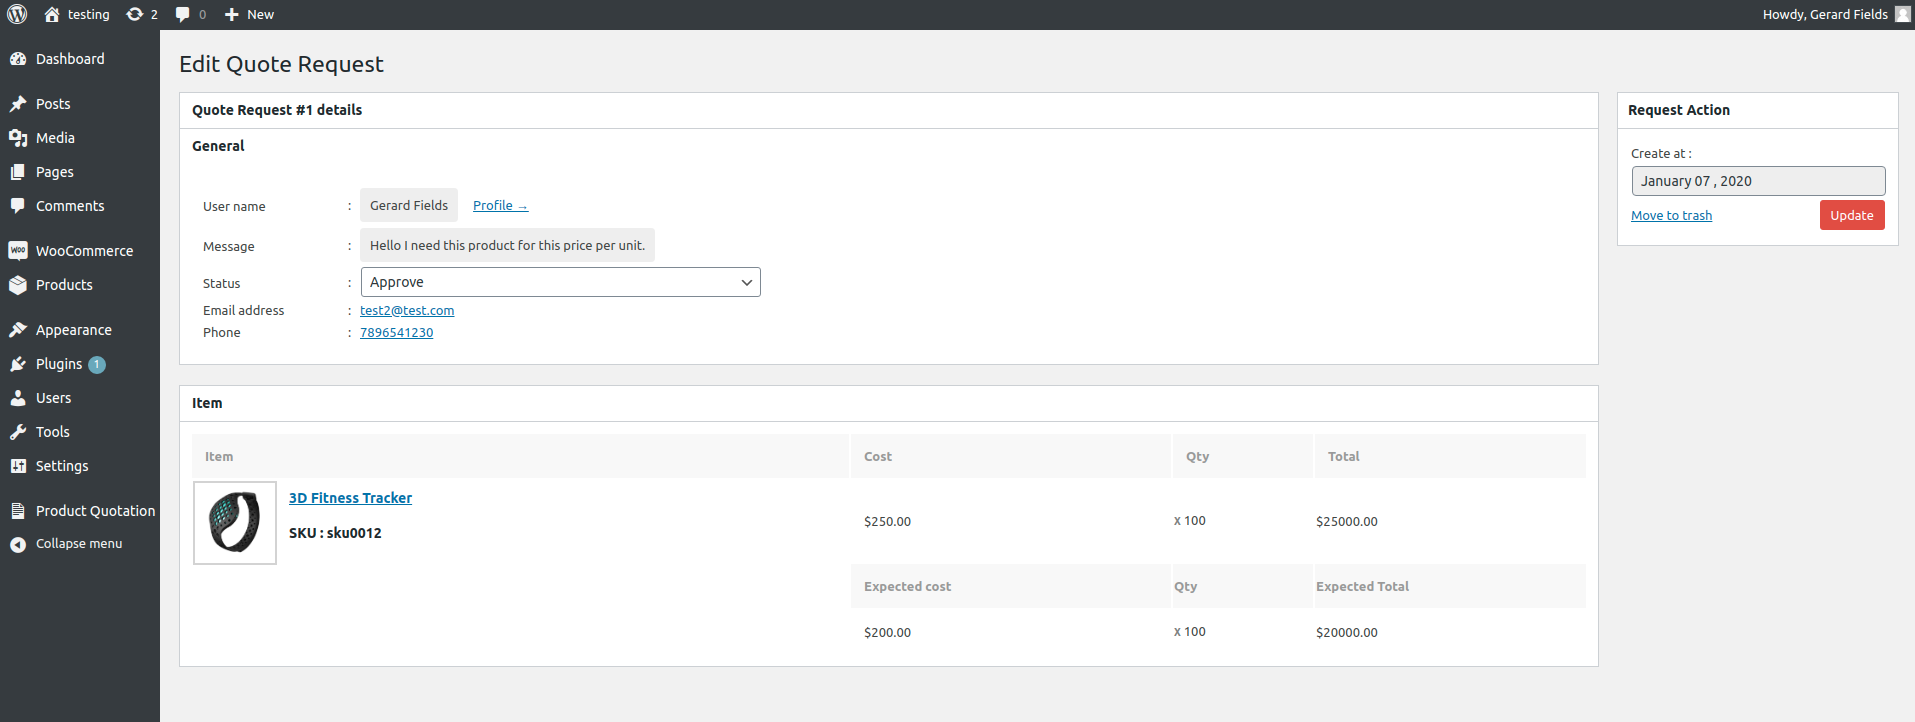 testing 2 0 New Howdy, Gerard Fields
Dashboard
Posts
Media
Pages
Comments
WOO WooCommerce
Products
Appearance
Plugins 1
Users
Tools
Settings
Product Quotation
Collapse menu
Edit Quote Request
Quote Request #1 details
General
User name : Gerard Fields Profile →
Message : Hello I need this product for this price per unit.
Status : Approve
Email address : test2@test.com
Phone : 7896541230
Request Action
Create at :
January 07 , 2020
Move to trash Update
Item
Item Cost Qty Total
3D Fitness Tracker
SKU : sku0012
$250.00 x 100 $25000.00
Expected cost Qty Expected Total
$200.00 x 100 $20000.00